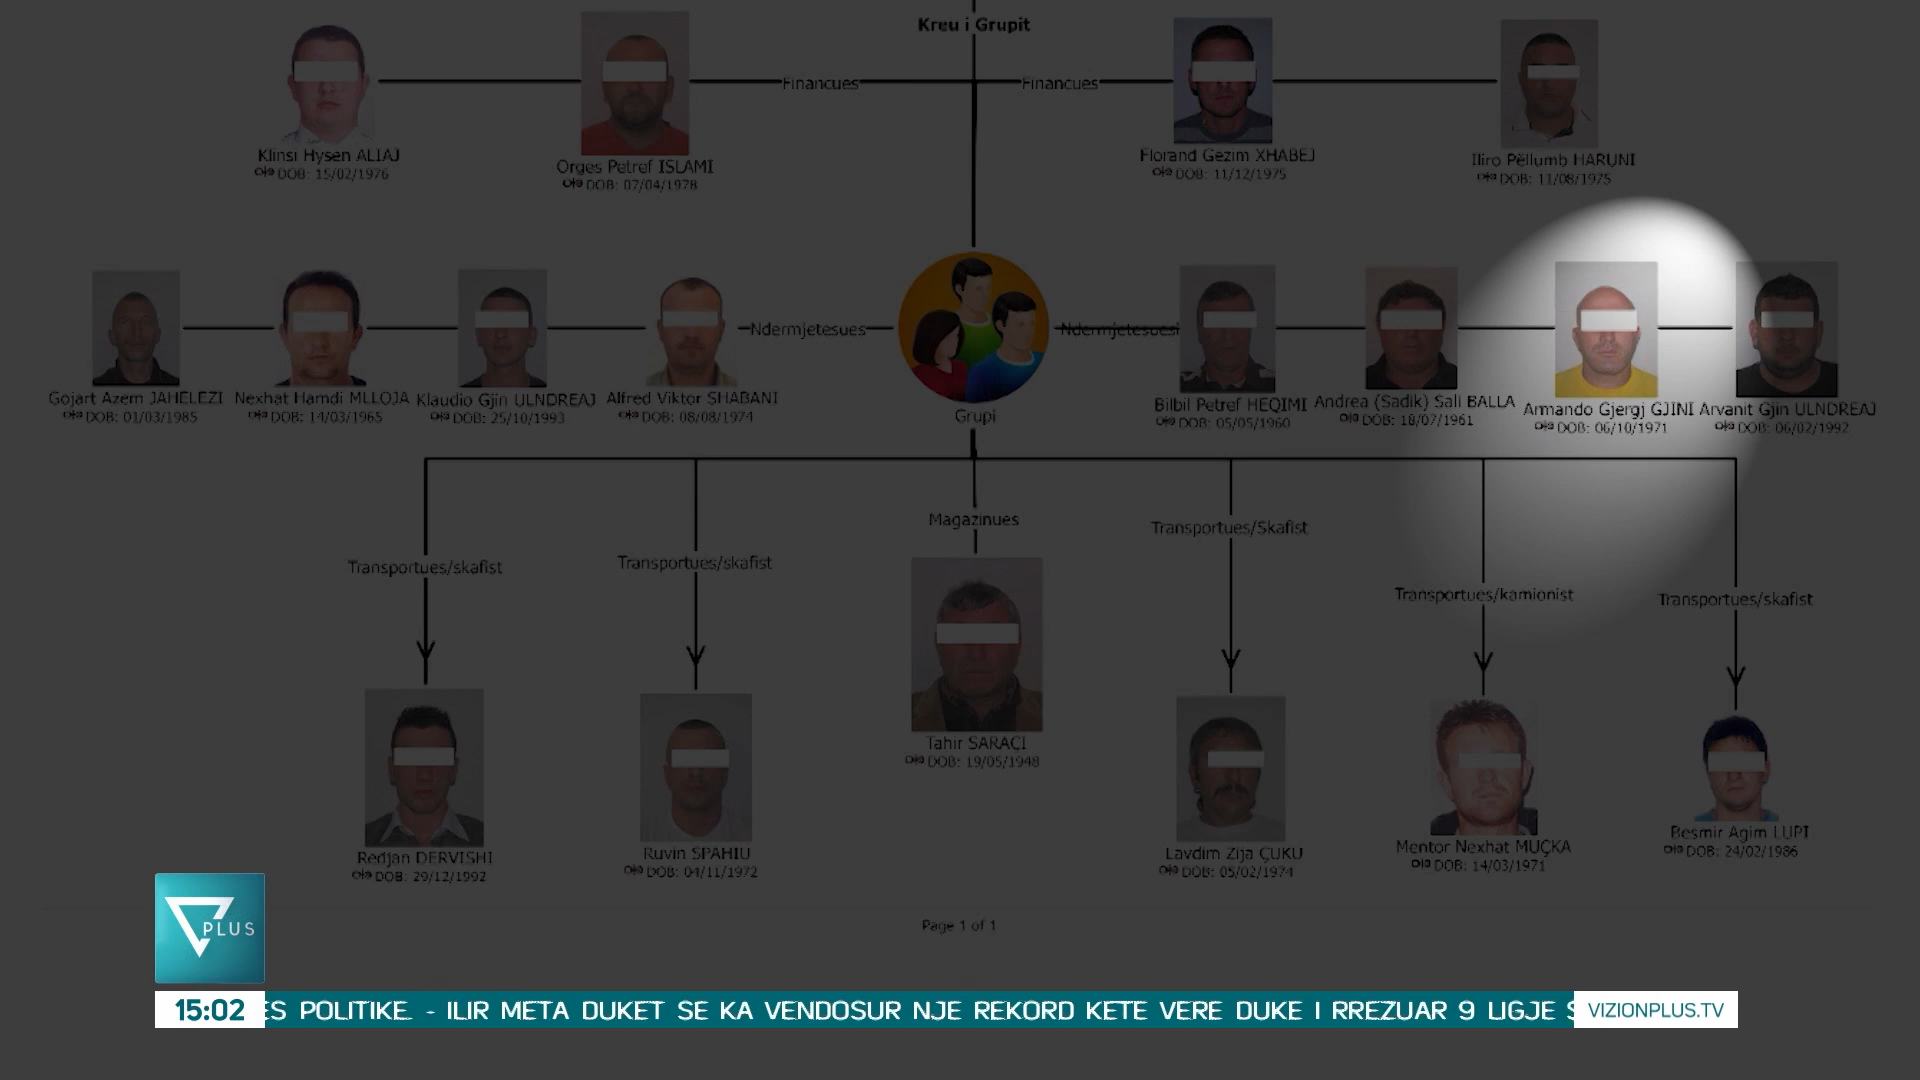 Kreu i Grupit
Financues
Financues
Klinsi Hysen ALIAJ
DOB: 15/02/1976
Orges Petref ISLAMI
DOB: 07/04/1978
Florand Gezim XHABEJ
DOB: 11/12/1975
Iliro Pëllumb HARUNI
DOB: 11/08/1975
Ndermjetesues
Ndermjetesuesi
Gojart Azem JAHELEZI
DOB: 01/03/1985
Nexhat Hamdi MLLOJA
DOB: 14/03/1965
Klaudio Gjin ULNDREAJ
DOB: 25/10/1993
Alfred Viktor SHABANI
DOB: 08/08/1974
Grupi
Bilbil Petref HEQIMI
DOB: 05/05/1960
Andrea (Sadik) Sali BALLA
DOB: 18/07/1961
Armando Gjergj GJINI
DOB: 06/10/1971
Arvanit Gjin ULNDREAJ
DOB: 06/02/1992
Transportues/skafist
Transportues/skafist
Magazinues
Transportues/Skafist
Transportues/kamionist
Transportues/skafist
Redjan DERVISHI
DOB: 29/12/1992
Ruvin SPAHIU
DOB: 04/11/1972
Tahir SARAÇI
DOB: 19/05/1948
Lavdim Zija ÇUKU
DOB: 05/02/1974
Mentor Nexhat MUÇKA
DOB: 14/03/1971
Besmir Agim LUPI
DOB: 24/02/1986
Page 1 of 1
PLUS
15:02 ES POLITIKE. - ILIR META DUKET SE KA VENDOSUR NJE REKORD KETE VERE DUKE I RREZUAR 9 LIGJE S VIZIONPLUS.TV